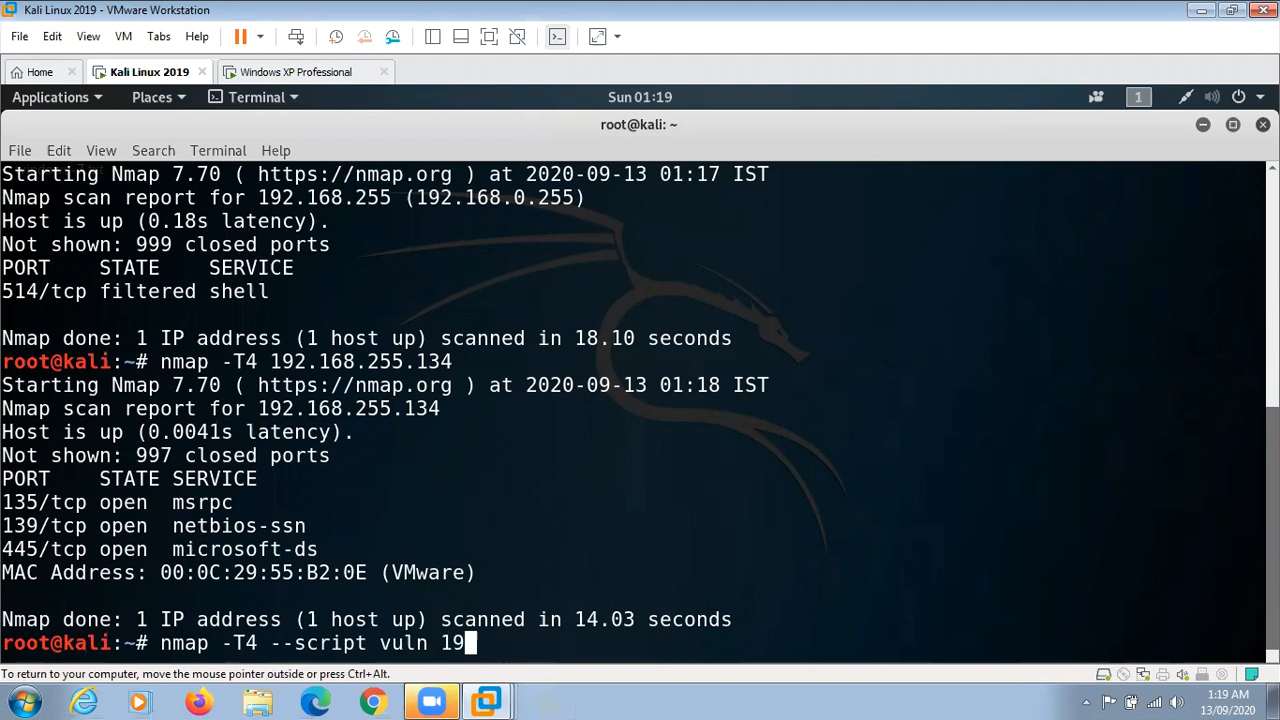 Kali Linux 2019 - VMware Workstation
File Edit View VM Tabs Help
Home Kali Linux 2019 Windows XP Professional
Applications Places Terminal Sun 01:19 1
root@kali: ~
File Edit View Search Terminal Help
Starting Nmap 7.70 ( https://nmap.org ) at 2020-09-13 01:17 IST
Nmap scan report for 192.168.255 (192.168.0.255)
Host is up (0.18s latency).
Not shown: 999 closed ports
PORT    STATE    SERVICE
514/tcp filtered shell
Nmap done: 1 IP address (1 host up) scanned in 18.10 seconds
root@kali:~# nmap -T4 192.168.255.134
Starting Nmap 7.70 ( https://nmap.org ) at 2020-09-13 01:18 IST
Nmap scan report for 192.168.255.134
Host is up (0.0041s latency).
Not shown: 997 closed ports
PORT    STATE SERVICE
135/tcp open  msrpc
139/tcp open  netbios-ssn
445/tcp open  microsoft-ds
MAC Address: 00:0C:29:55:B2:0E (VMware)
Nmap done: 1 IP address (1 host up) scanned in 14.03 seconds
root@kali:~# nmap -T4 --script vuln 19
To return to your computer, move the mouse pointer outside or press Ctrl+Alt.
1:19 AM
13/09/2020